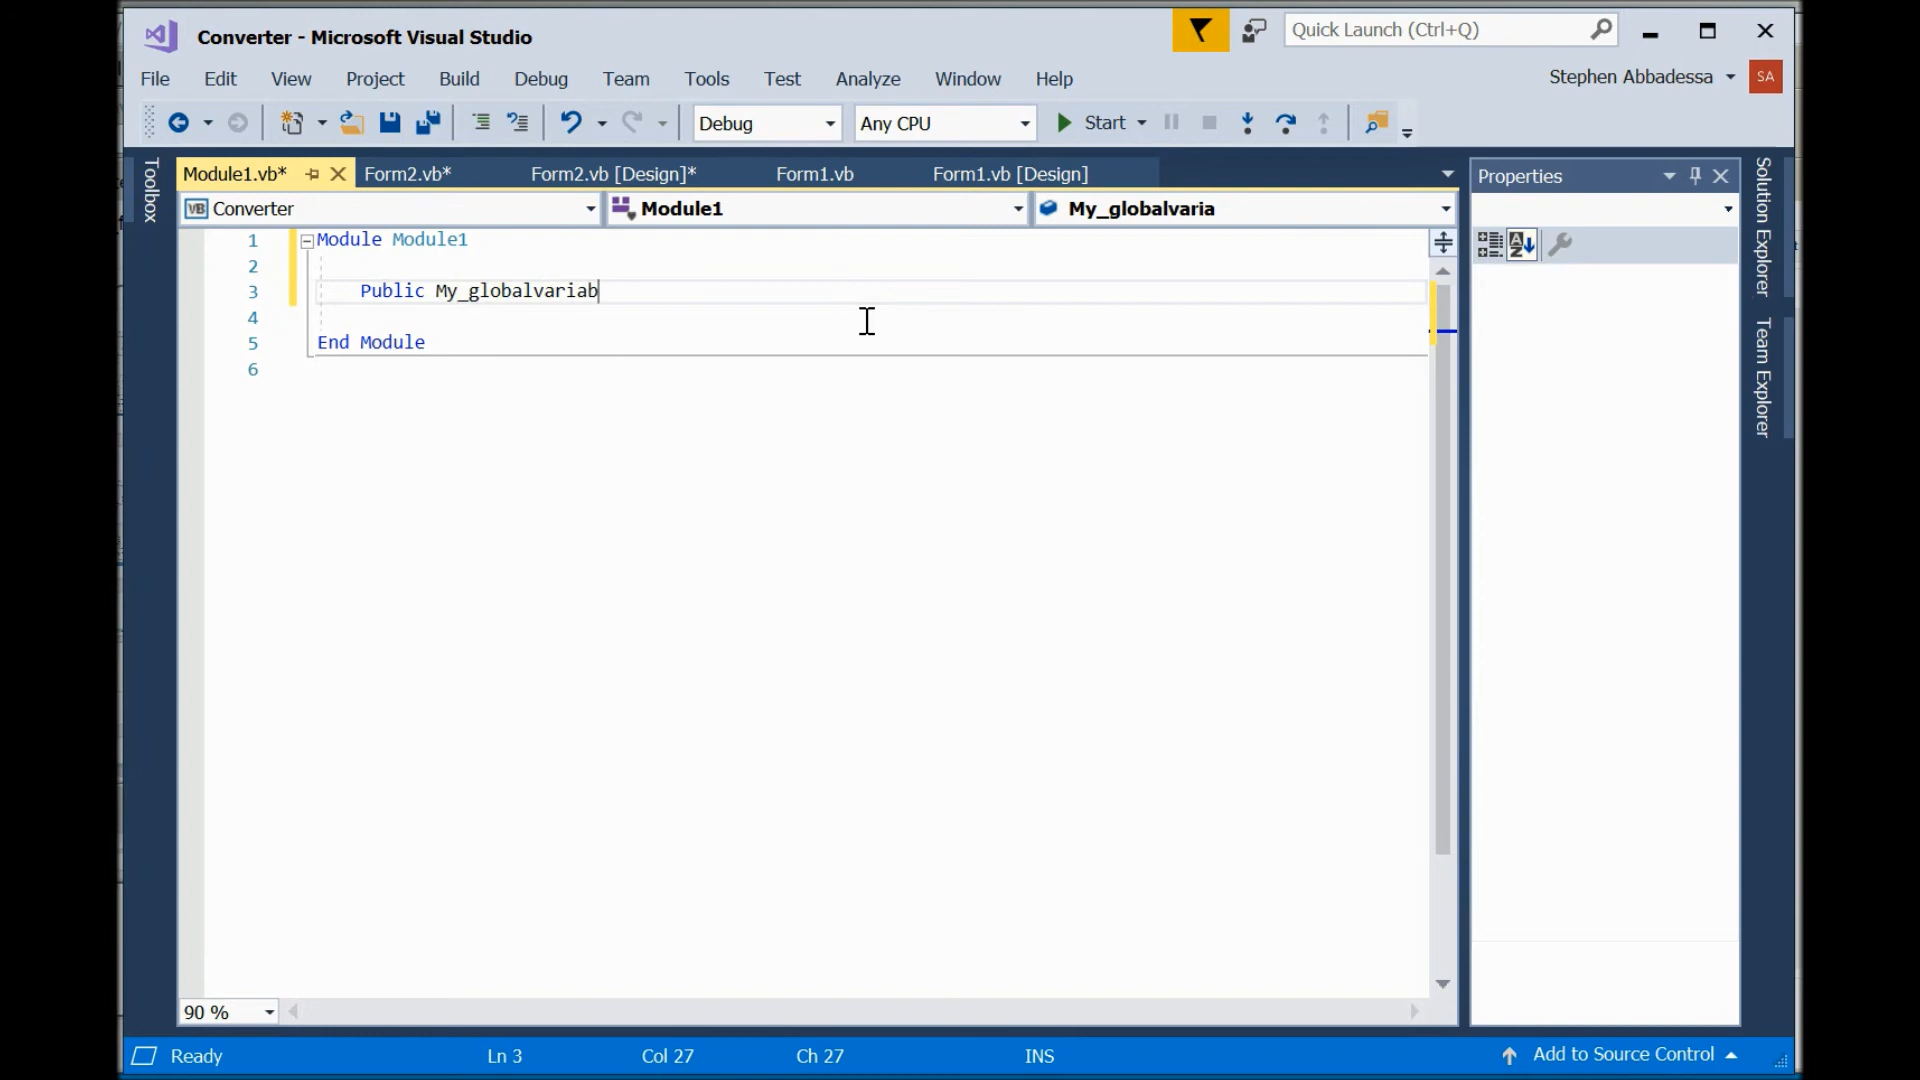 Converter - Microsoft Visual Studio
Quick Launch (Ctrl+Q)
File Edit View Project Build Debug Team Tools Test Analyze Window Help
Stephen Abbadessa SA
Debug Any CPU Start
Toolbox
Module1.vb* Form2.vb* Form2.vb [Design]* Form1.vb Form1.vb [Design]
Properties
Solution Explorer
Team Explorer
VB Converter Module1 My_globalvaria
1 Module Module1
2
3 Public My_globalvariab
4
5 End Module
6
90 %
Ready Ln 3 Col 27 Ch 27 INS Add to Source Control